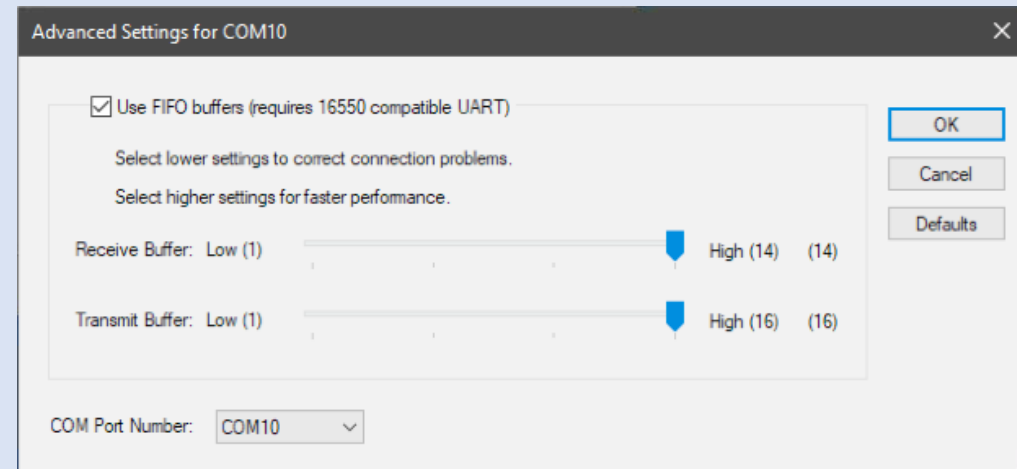 Advanced Settings for COM10
Use FIFO buffers (requires 16550 compatible UART)
OK
Select lower settings to correct connection problems.
Cancel
Select higher settings for faster performance.
Defaults
Receive Buffer: Low (1) High (14) (14)
Transmit Buffer: Low (1) High (16) (16)
COM Port Number: COM10